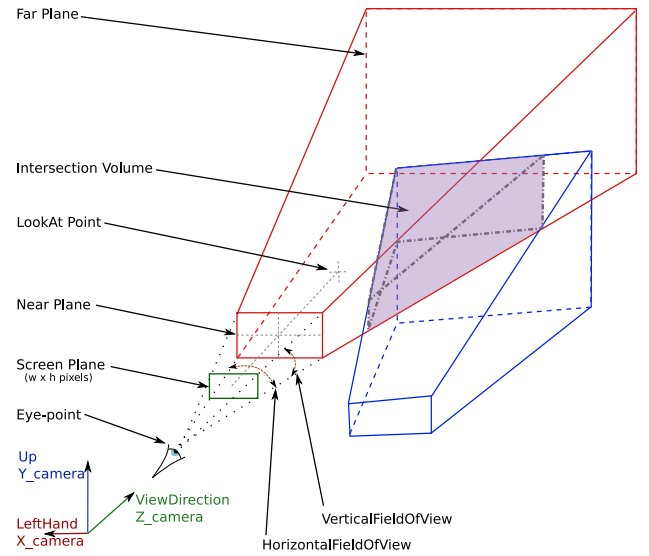 Far Plane
Intersection Volume
LookAt Point
Near Plane
Screen Plane
(w x h pixels)
Eye-point
Up
Y_camera
ViewDirection
Z_camera
LeftHand
X_camera
VerticalFieldOfView
HorizontalFieldOfView